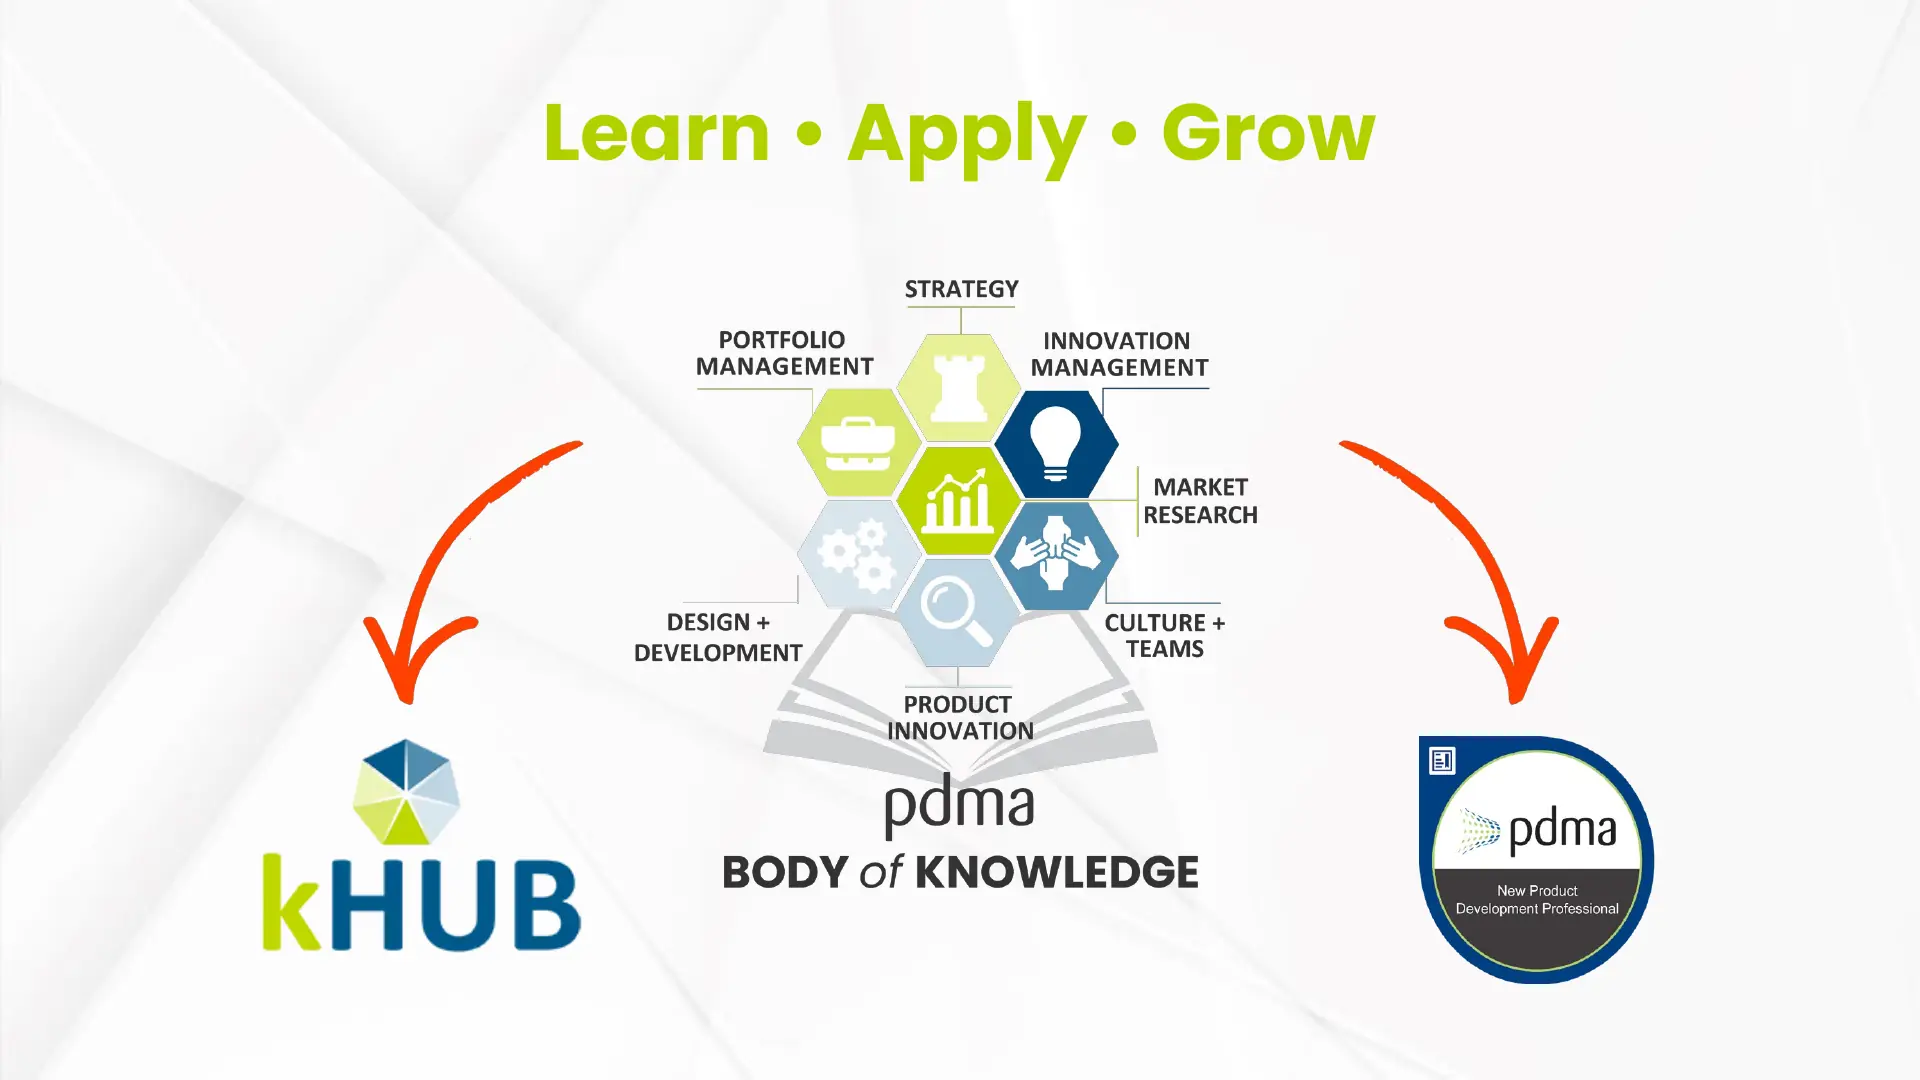 Learn • Apply • Grow
STRATEGY
PORTFOLIO
MANAGEMENT
INNOVATION
MANAGEMENT
MARKET
RESEARCH
DESIGN +
DEVELOPMENT
CULTURE +
TEAMS
PRODUCT
INNOVATION
pdma
BODY of KNOWLEDGE
kHUB
pdma
New Product
Development Professional